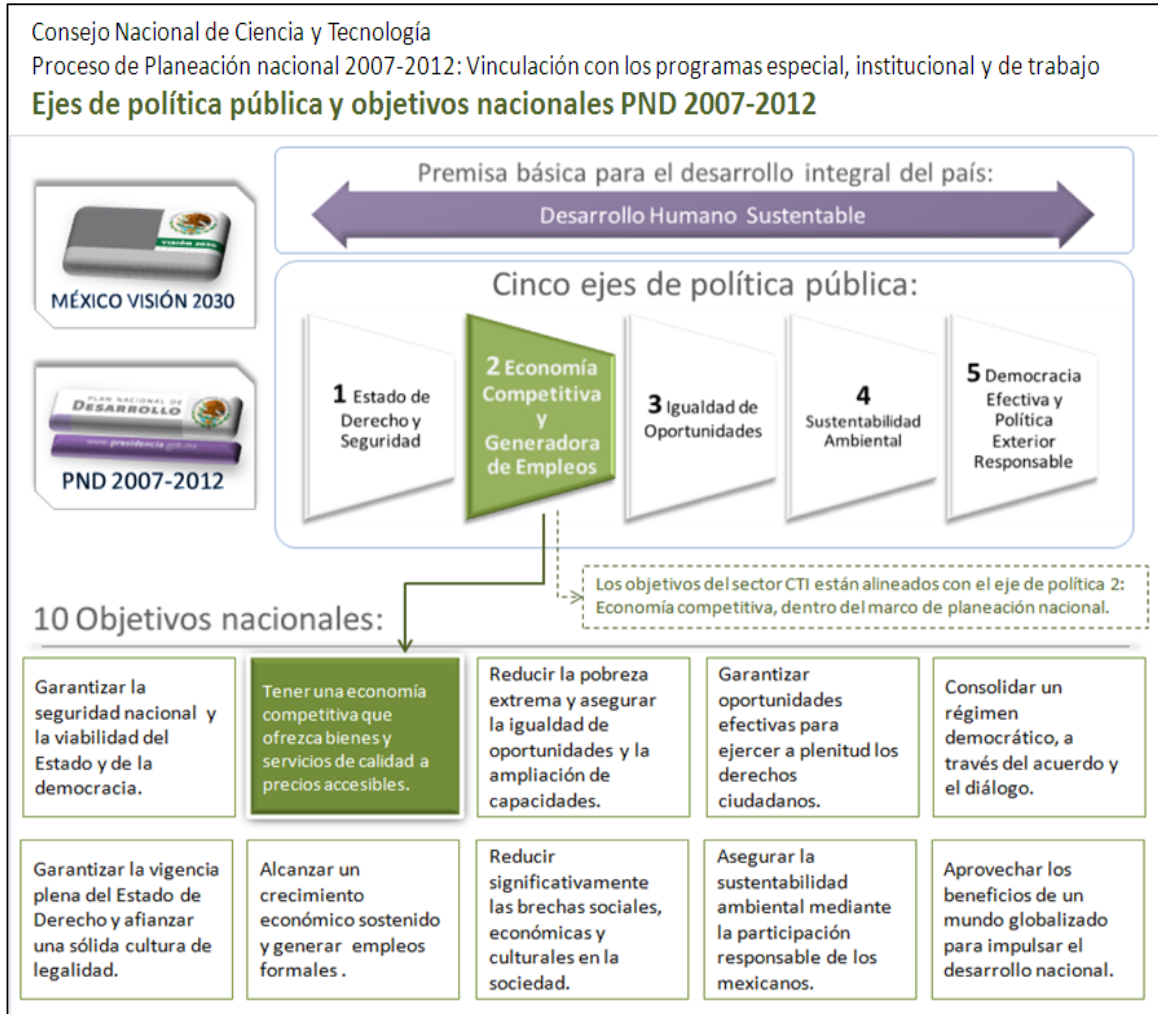 Consejo Nacional de Ciencia y Tecnología
Proceso de Planeación nacional 2007-2012: Vinculación con los programas especial, institucional y de trabajo
Ejes de política pública y objetivos nacionales PND 2007-2012
VISIÓN 2030
MÉXICO VISIÓN 2030
PLAN NACIONAL DE
DESARROLLO
www.presidencia.gob.mx
PND 2007-2012
Premisa básica para el desarrollo integral del país:
Desarrollo Humano Sustentable
Cinco ejes de política pública:
1 Estado de
Derecho y
Seguridad
2 Economía
Competitiva
y
Generadora
de Empleos
3 Igualdad de
Oportunidades
4
Sustentabilidad
Ambiental
5 Democracia
Efectiva y
Política
Exterior
Responsable
Los objetivos del sector CTI están alineados con el eje de política 2:
Economía competitiva, dentro del marco de planeación nacional.
10 Objetivos nacionales:
Garantizar la
seguridad nacional y
la viabilidad del
Estado y de la
democracia.
Tener una economía
competitiva que
ofrezca bienes y
servicios de calidad a
precios accesibles.
Reducir la pobreza
extrema y asegurar
la igualdad de
oportunidades y la
ampliación de
capacidades.
Garantizar
oportunidades
efectivas para
ejercer a plenitud los
derechos
ciudadanos.
Consolidar un
régimen
democrático, a
través del acuerdo y
el diálogo.
Garantizar la vigencia
plena del Estado de
Derecho y afianzar
una sólida cultura de
legalidad.
Alcanzar un
crecimiento
económico sostenido
y generar empleos
formales .
Reducir
significativamente
las brechas sociales,
económicas y
culturales en la
sociedad.
Asegurar la
sustentabilidad
ambiental mediante
la participación
responsable de los
mexicanos.
Aprovechar los
beneficios de un
mundo globalizado
para impulsar el
desarrollo nacional.